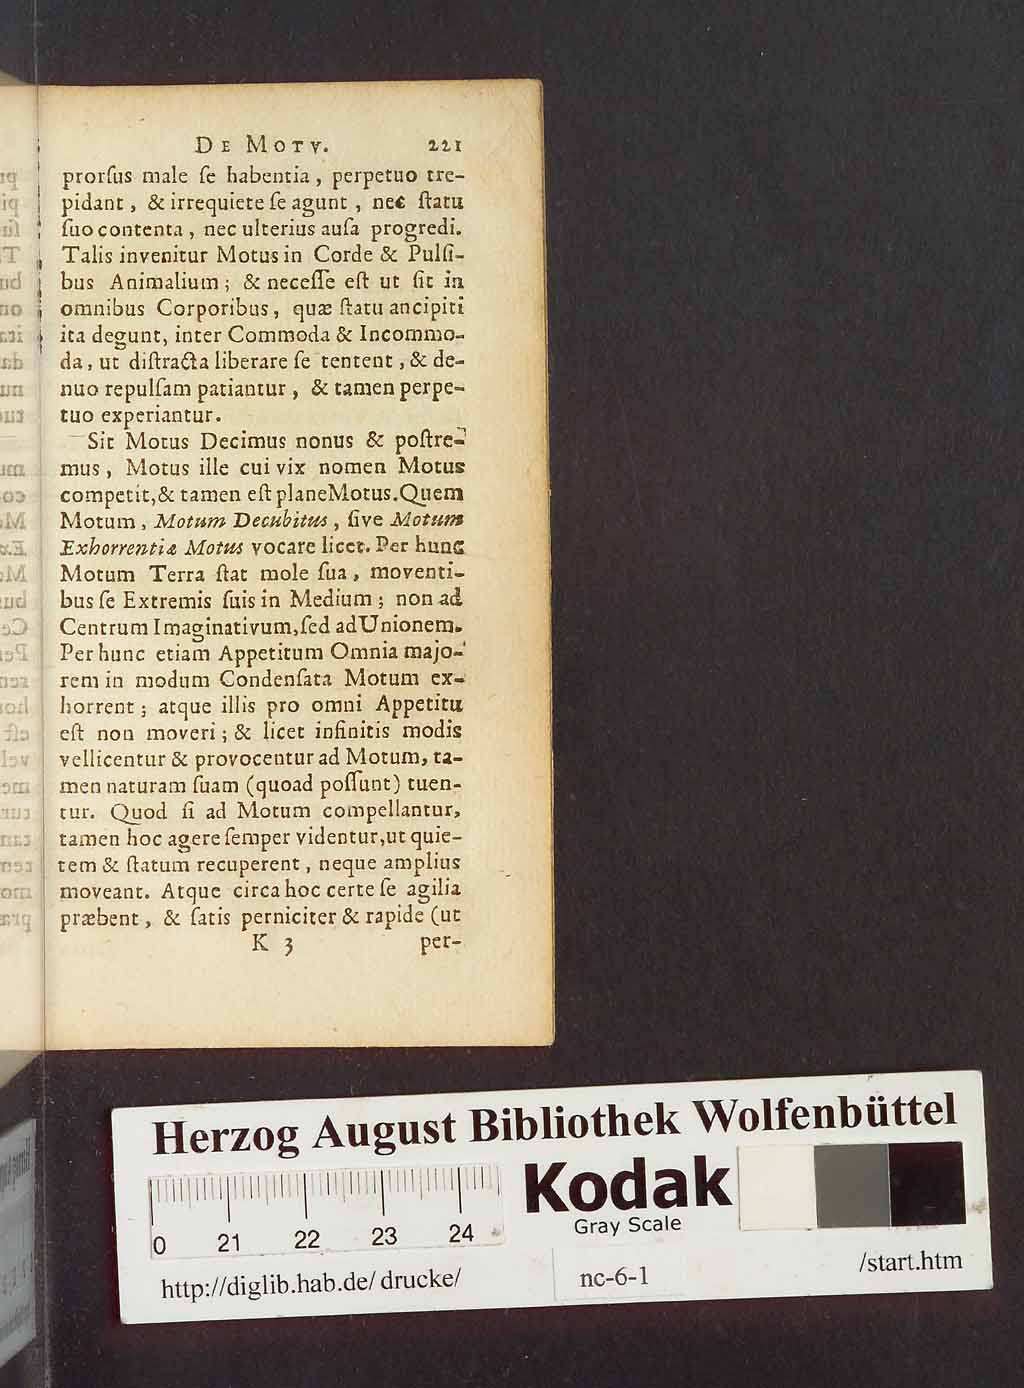 DE MOTV. 221
prorſus male ſe habentia, perpetuo tre-
pidant, & irrequiete ſe agunt, nec ſtatu
ſuo contenta, nec ulterius auſa progredi.
Talis invenitur Motus in Corde & Pulſi-
bus Animalium; & neceſſe eſt ut ſit in
omnibus Corporibus, quæ ſtatu ancipiti
ita degunt, inter Commoda & Incommo-
da, ut diſtracta liberare ſe tentent, & de-
nuo repulſam patiantur, & tamen perpe-
tuo experiantur.
Sit Motus Decimus nonus & poſtre-
mus, Motus ille cui vix nomen Motus
competit,& tamen eſt plane Motus. Quem
Motum, Motum Decubitus, ſive Motum
Exhorrentiæ Motus vocare licet. Per hunc
Motum Terra ſtat mole ſua, moventi-
bus ſe Extremis ſuis in Medium; non ad
Centrum Imaginativum, ſed ad Unionem.
Per hunc etiam Appetitum Omnia majo-
rem in modum Condenſata Motum ex-
horrent; atque illis pro omni Appetitu
eſt non moveri; & licet infinitis modis
vellicentur & provocentur ad Motum, ta-
men naturam ſuam (quoad poſſunt) tuen-
tur. Quod ſi ad Motum compellantur,
tamen hoc agere ſemper videntur, ut quie-
tem & ſtatum recuperent, neque amplius
moveant. Atque circa hoc certe ſe agilia
præbent, & ſatis perniciter & rapide (ut
K 3 per-
Herzog August Bibliothek Wolfenbüttel
Kodak
Gray Scale
0 21 22 23 24
http://diglib.hab.de/drucke/ nc-6-1 /start.htm